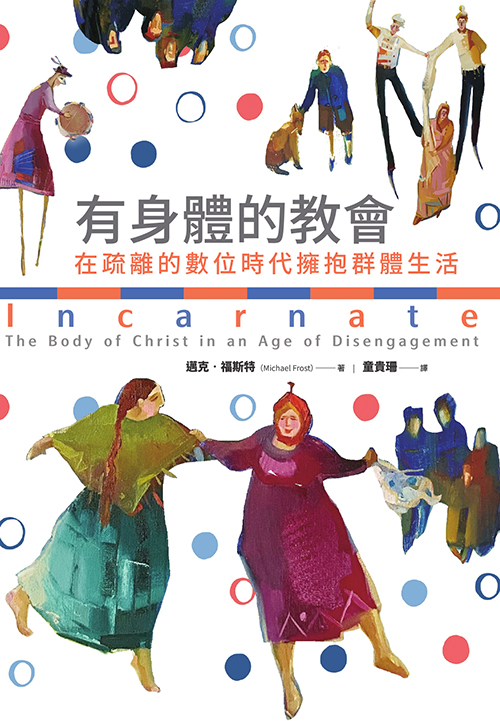 有身體的教會
在疏離的數位時代擁抱群體生活
Incarnate
The Body of Christ in an Age of Disengagement
邁克・福斯特 (Michael Frost) ── 著 | 童貴珊 ── 譯